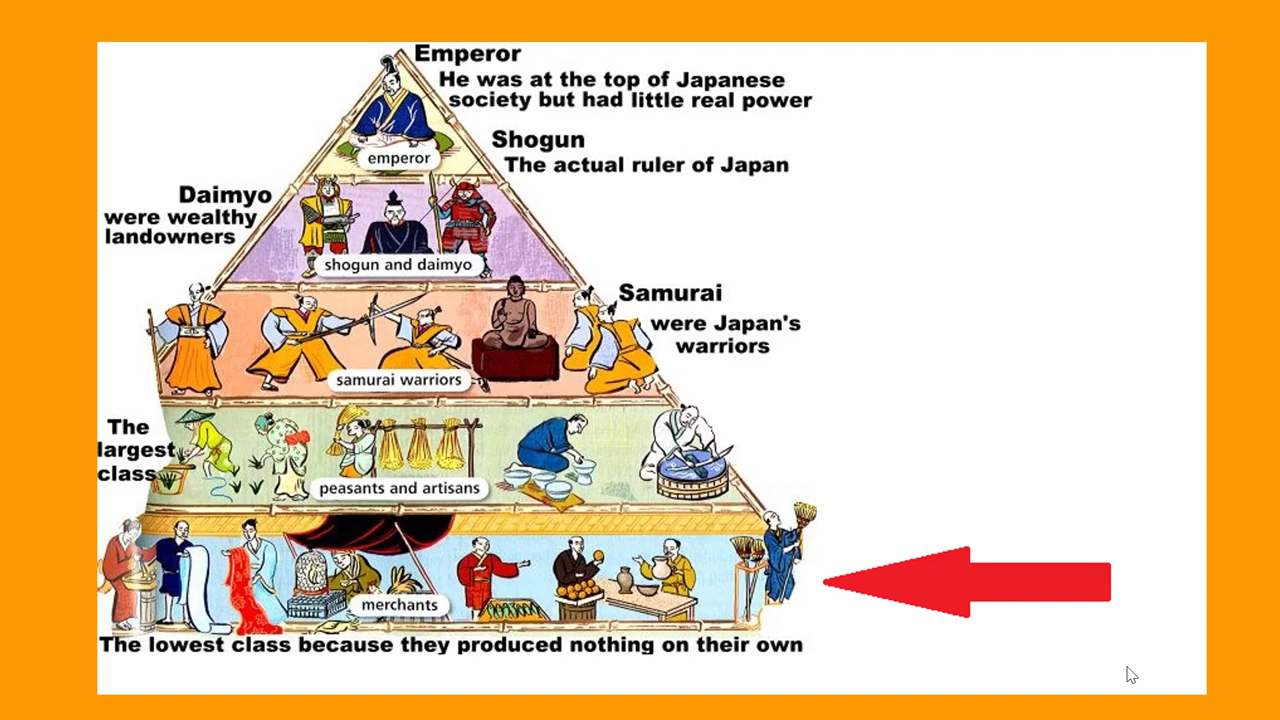 Emperor
He was at the top of Japanese
society but had little real power
emperor
Shogun
The actual ruler of Japan
Daimyo
were wealthy
landowners
shogun and daimyo
Samurai
were Japan's
warriors
samurai warriors
The
largest
class
peasants and artisans
merchants
The lowest class because they produced nothing on their own